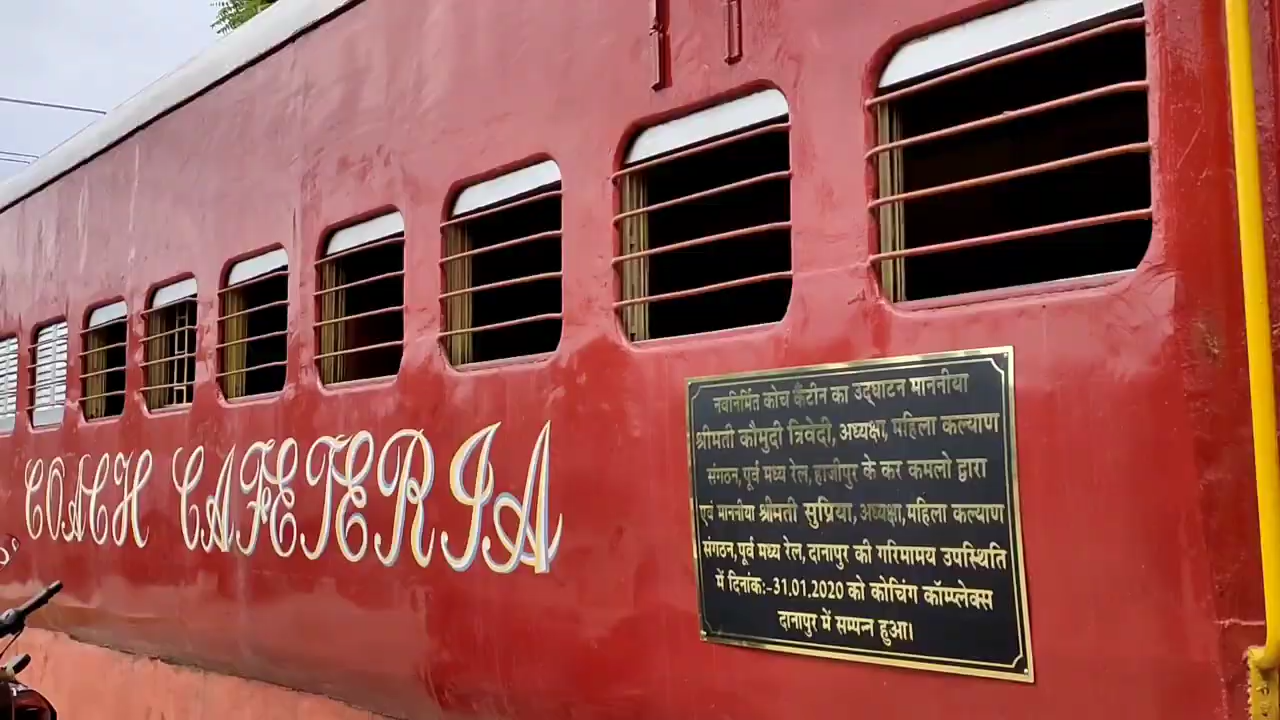 COACH CAFETERIA
नवनिर्मित कोच कैंटीन का उद्घाटन माननीया
श्रीमती कौमुदी त्रिवेदी, अध्यक्षा, महिला कल्याण
संगठन, पूर्व मध्य रेल, हाजीपुर के कर कमलो द्वारा
एवं माननीया श्रीमती सुप्रिया, अध्यक्षा, महिला कल्याण
संगठन, पूर्व मध्य रेल, दानापुर की गरिमामय उपस्थिति
में दिनांक:-31.01.2020 को कोचिंग कॉम्प्लेक्स
दानापुर में सम्पन्न हुआ।